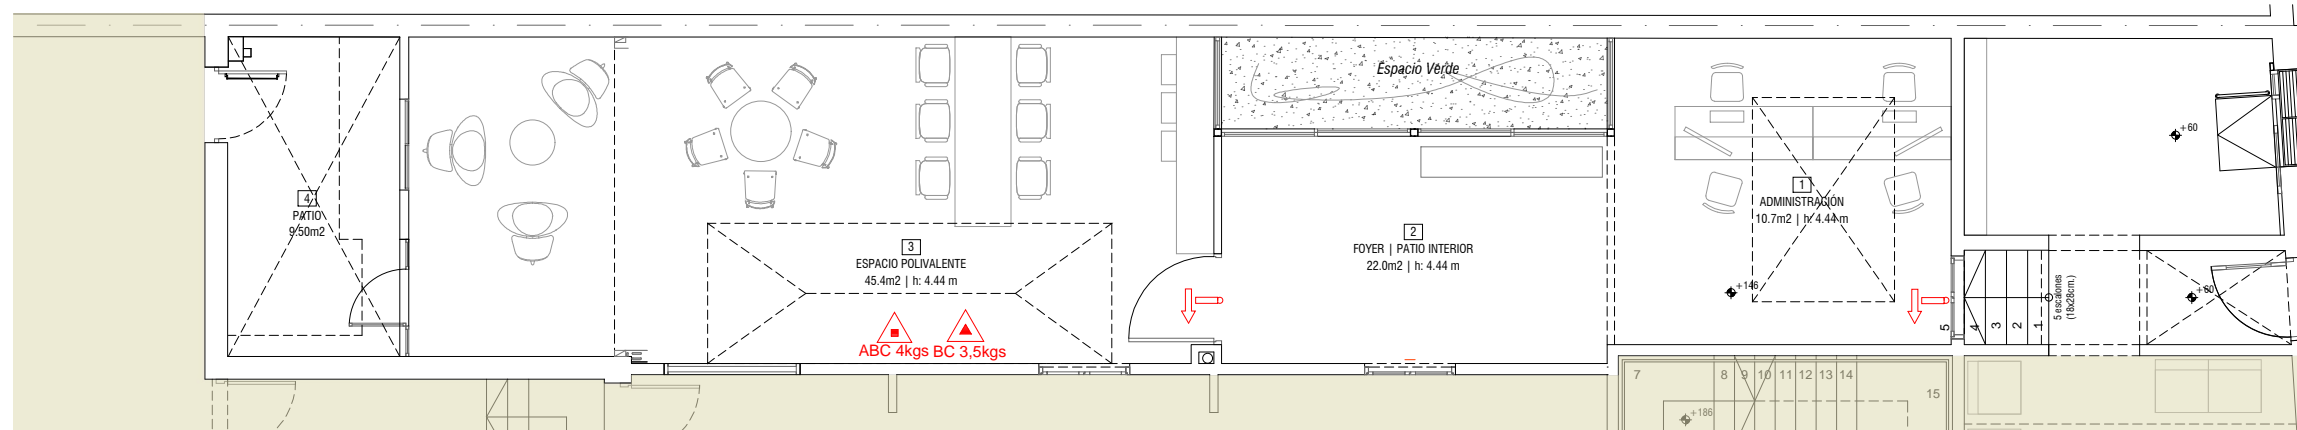 4
PATIO
9.50m2
3
ESPACIO POLIVALENTE
45.4m2 | h: 4.44 m
ABC 4kgs
BC 3,5kgs
Espacio Verde
2
FOYER | PATIO INTERIOR
22.0m2 | h: 4.44 m
1
ADMINISTRACIÓN
10.7m2 | h: 4.44 m
+146
5
4
3
2
1
5 escalones
(18x28cm.)
+60
+60
7
8
9
10
11
12
13
14
15
+186